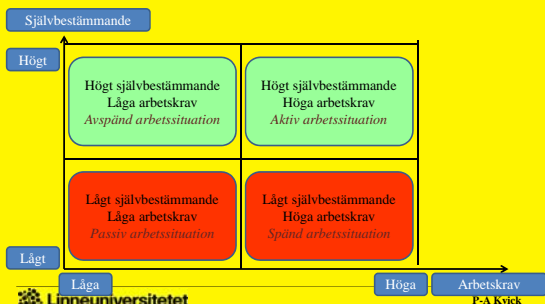 Självbestämmande
Högt
Högt självbestämmande
Låga arbetskrav
Avspänd arbetssituation
Högt självbestämmande
Höga arbetskrav
Aktiv arbetssituation
Lågt självbestämmande
Låga arbetskrav
Passiv arbetssituation
Lågt självbestämmande
Höga arbetskrav
Spänd arbetssituation
Lågt
Låga
Höga
Arbetskrav
Linneuniversitetet
P-A Kvick